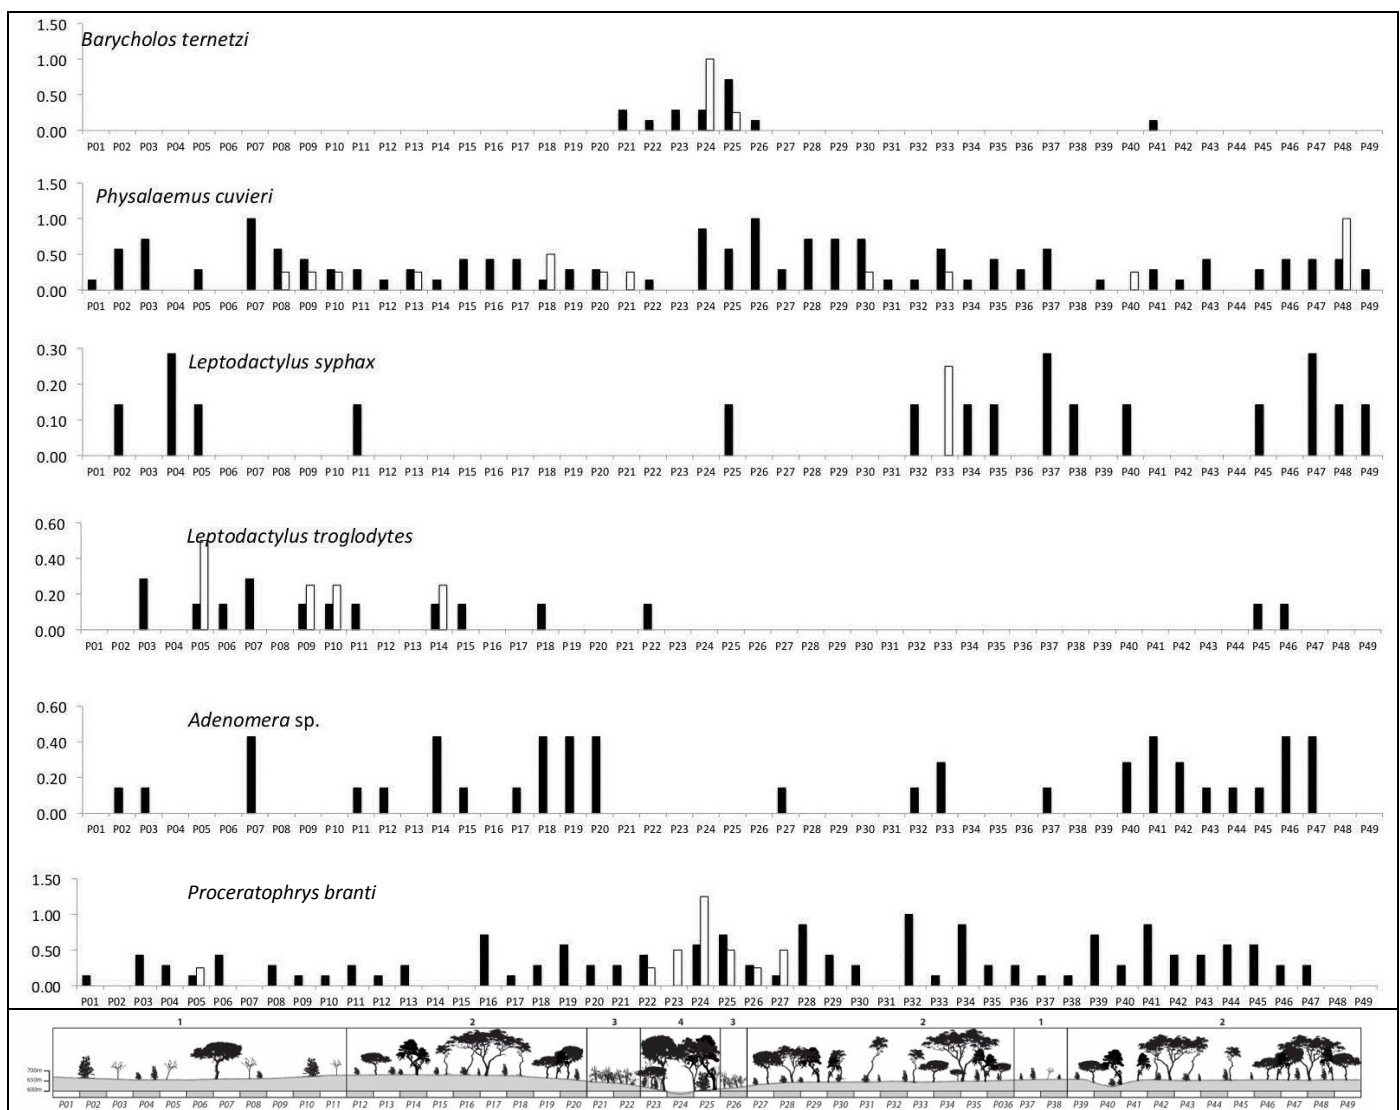 1.50
Barycholos ternetzi
1.00
0.50
0.00
P01 P02 P03 P04 P05 P06 P07 P08 P09 P10 P11 P12 P13 P14 P15 P16 P17 P18 P19 P20 P21 P22 P23 P24 P25 P26 P27 P28 P29 P30 P31 P32 P33 P34 P35 P36 P37 P38 P39 P40 P41 P42 P43 P44 P45 P46 P47 P48 P49
1.50
Physalaemus cuvieri
1.00
0.50
0.00
P01 P02 P03 P04 P05 P06 P07 P08 P09 P10 P11 P12 P13 P14 P15 P16 P17 P18 P19 P20 P21 P22 P23 P24 P25 P26 P27 P28 P29 P30 P31 P32 P33 P34 P35 P36 P37 P38 P39 P40 P41 P42 P43 P44 P45 P46 P47 P48 P49
0.30
Leptodactylus syphax
0.20
0.10
0.00
P01 P02 P03 P04 P05 P06 P07 P08 P09 P10 P11 P12 P13 P14 P15 P16 P17 P18 P19 P20 P21 P22 P23 P24 P25 P26 P27 P28 P29 P30 P31 P32 P33 P34 P35 P36 P37 P38 P39 P40 P41 P42 P43 P44 P45 P46 P47 P48 P49
0.60
Leptodactylus troglodytes
0.40
0.20
0.00
P01 P02 P03 P04 P05 P06 P07 P08 P09 P10 P11 P12 P13 P14 P15 P16 P17 P18 P19 P20 P21 P22 P23 P24 P25 P26 P27 P28 P29 P30 P31 P32 P33 P34 P35 P36 P37 P38 P39 P40 P41 P42 P43 P44 P45 P46 P47 P48 P49
0.60
Adenomera sp.
0.40
0.20
0.00
P01 P02 P03 P04 P05 P06 P07 P08 P09 P10 P11 P12 P13 P14 P15 P16 P17 P18 P19 P20 P21 P22 P23 P24 P25 P26 P27 P28 P29 P30 P31 P32 P33 P34 P35 P36 P37 P38 P39 P40 P41 P42 P43 P44 P45 P46 P47 P48 P49
1.50
Proceratophrys branti
1.00
0.50
0.00
P01 P02 P03 P04 P05 P06 P07 P08 P09 P10 P11 P12 P13 P14 P15 P16 P17 P18 P19 P20 P21 P22 P23 P24 P25 P26 P27 P28 P29 P30 P31 P32 P33 P34 P35 P36 P37 P38 P39 P40 P41 P42 P43 P44 P45 P46 P47 P48 P49
1 2 3 4 3 2 1 2
700m
650m
600m
P01 P02 P03 P04 P05 P06 P07 P08 P09 P10 P11 P12 P13 P14 P15 P16 P17 P18 P19 P20 P21 P22 P23 P24 P25 P26 P27 P28 P29 P30 P31 P32 P33 P34 P35 P036 P37 P38 P39 P40 P41 P42 P43 P44 P45 P46 P47 P48 P49